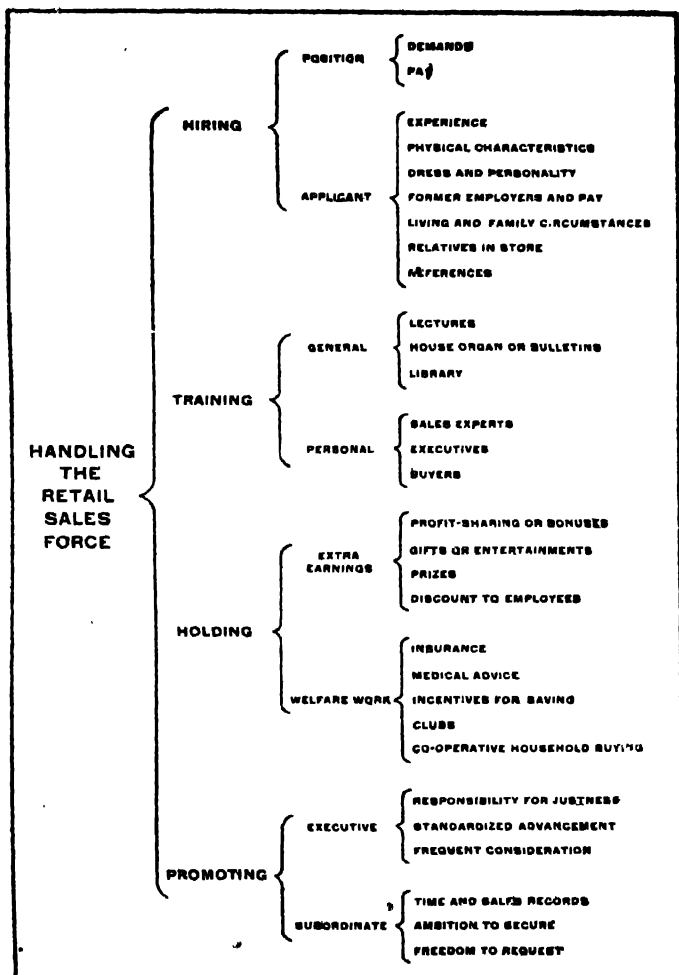 HANDLING
THE
RETAIL
SALES
FORCE
HIRING
POSITION
DEMANDS
PAY
APPLICANT
EXPERIENCE
PHYSICAL CHARACTERISTICS
DRESS AND PERSONALITY
FORMER EMPLOYERS AND PAY
LIVING AND FAMILY CIRCUMSTANCES
RELATIVES IN STORE
REFERENCES
TRAINING
GENERAL
LECTURES
HOUSE ORGAN OR BULLETINS
LIBRARY
PERSONAL
SALES EXPERTS
EXECUTIVES
BUYERS
HOLDING
EXTRA
EARNINGS
PROFIT-SHARING OR BONUSES
GIFTS OR ENTERTAINMENTS
PRIZES
DISCOUNT TO EMPLOYEES
WELFARE WORK
INSURANCE
MEDICAL ADVICE
INCENTIVES FOR SAVING
CLUBS
CO-OPERATIVE HOUSEHOLD BUYING
PROMOTING
EXECUTIVE
RESPONSIBILITY FOR JUSTNESS
STANDARDIZED ADVANCEMENT
FREQUENT CONSIDERATION
SUBORDINATE
TIME AND SALES RECORDS
AMBITION TO SECURE
FREEDOM TO REQUEST